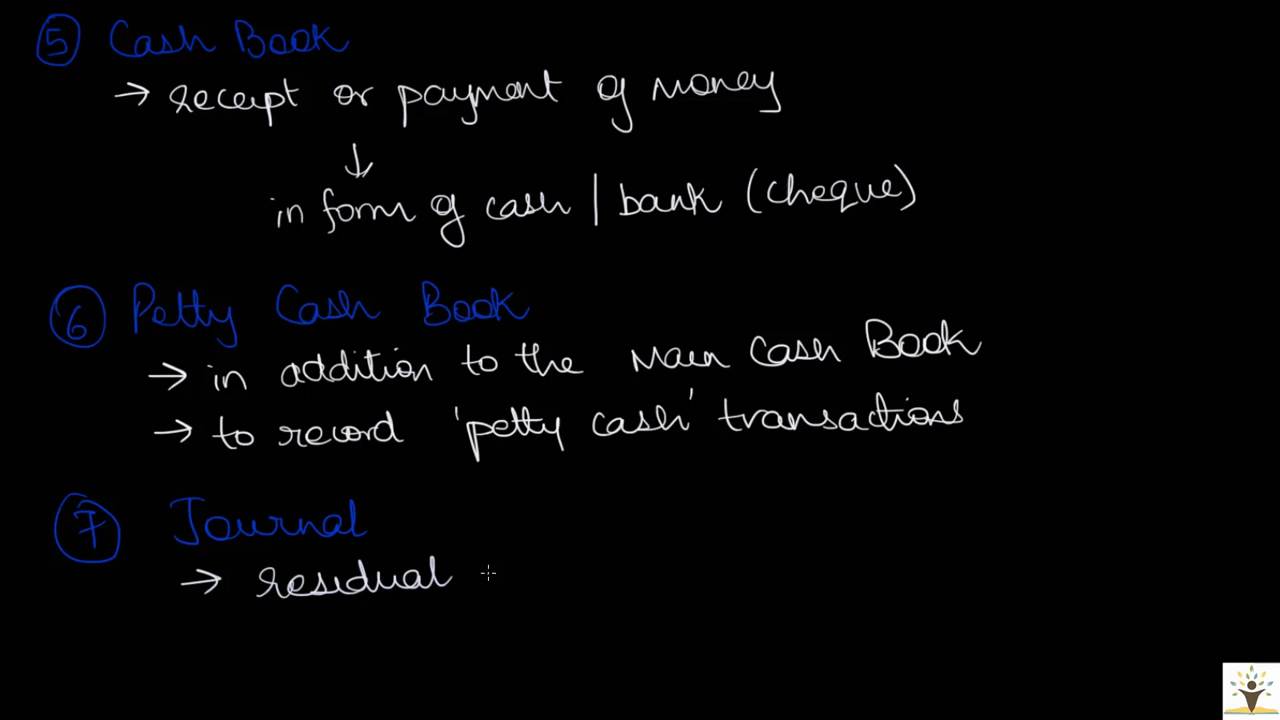 5 Cash Book
→ receipt or payment of money
↓
in form of cash | bank (cheque)
6 Petty Cash Book
→ in addition to the Main Cash Book
→ to record 'petty cash' transactions
7 Journal
→ residual